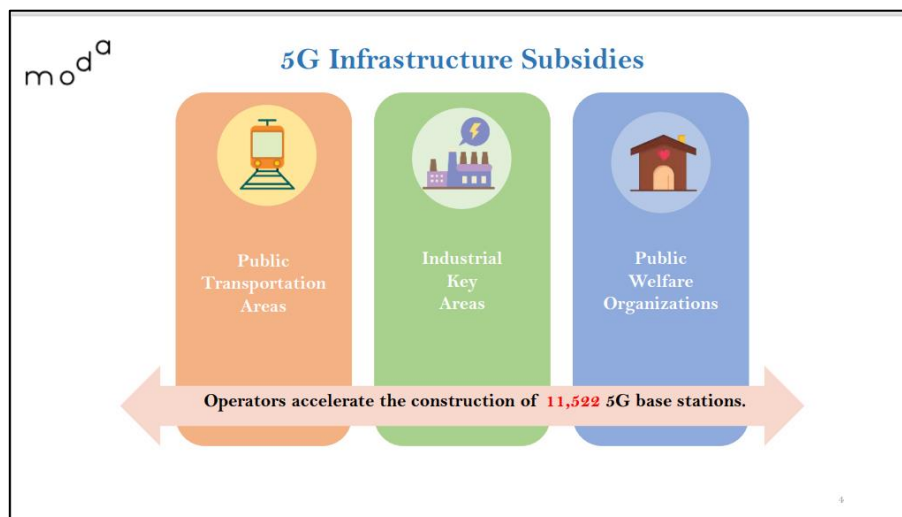 moda
5G Infrastructure Subsidies
Public
Transportation
Areas
Industrial
Key
Areas
Public
Welfare
Organizations
Operators accelerate the construction of 11,522 5G base stations.
4